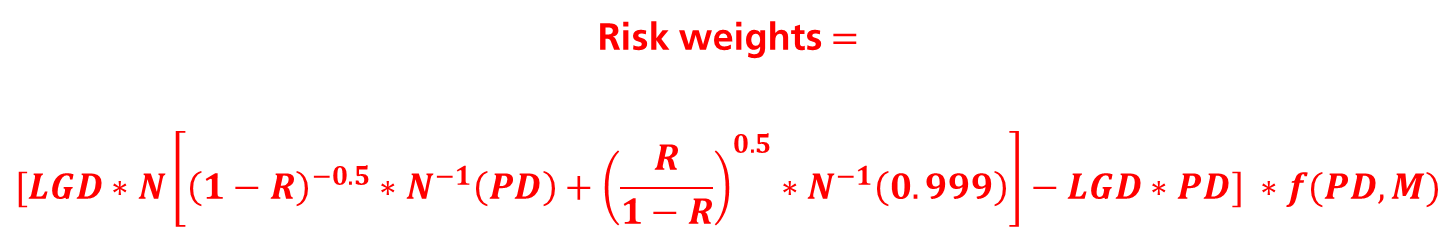 Risk weights =
[LGD * N[(1 − R)^−0.5 * N^−1(PD) + (R/(1 − R))^0.5 * N^−1(0.999)] − LGD * PD] * f(PD, M)